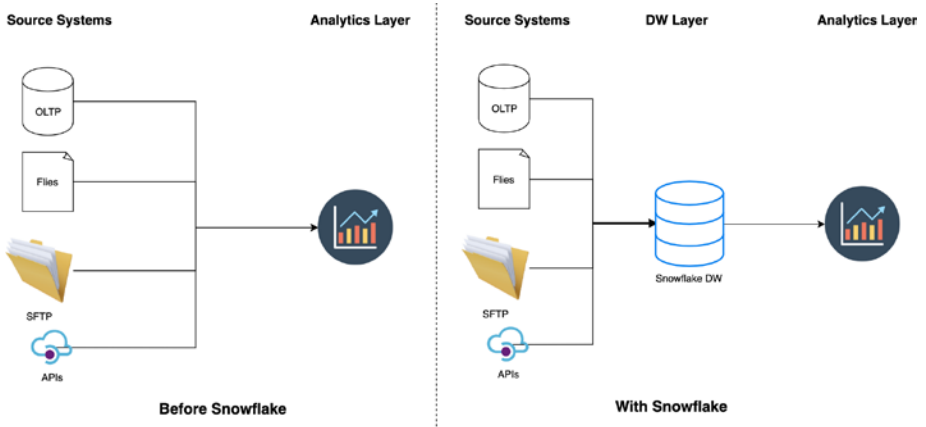 Source Systems
Analytics Layer
OLTP
Flies
SFTP
APIs
Before Snowflake
Source Systems
DW Layer
Analytics Layer
OLTP
Flies
Snowflake DW
SFTP
APIs
With Snowflake